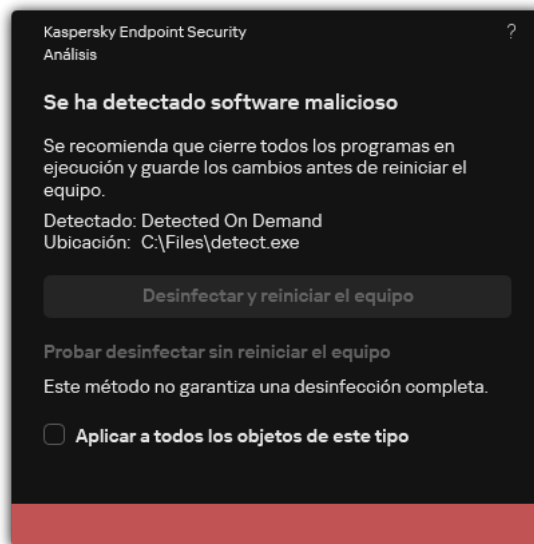 Kaspersky Endpoint Security
?
Análisis
Se ha detectado software malicioso
Se recomienda que cierre todos los programas en
ejecución y guarde los cambios antes de reiniciar el
equipo.
Detectado: Detected On Demand
Ubicación: C:\Files\detect.exe
Desinfectar y reiniciar el equipo
Probar desinfectar sin reiniciar el equipo
Este método no garantiza una desinfección completa.
Aplicar a todos los objetos de este tipo